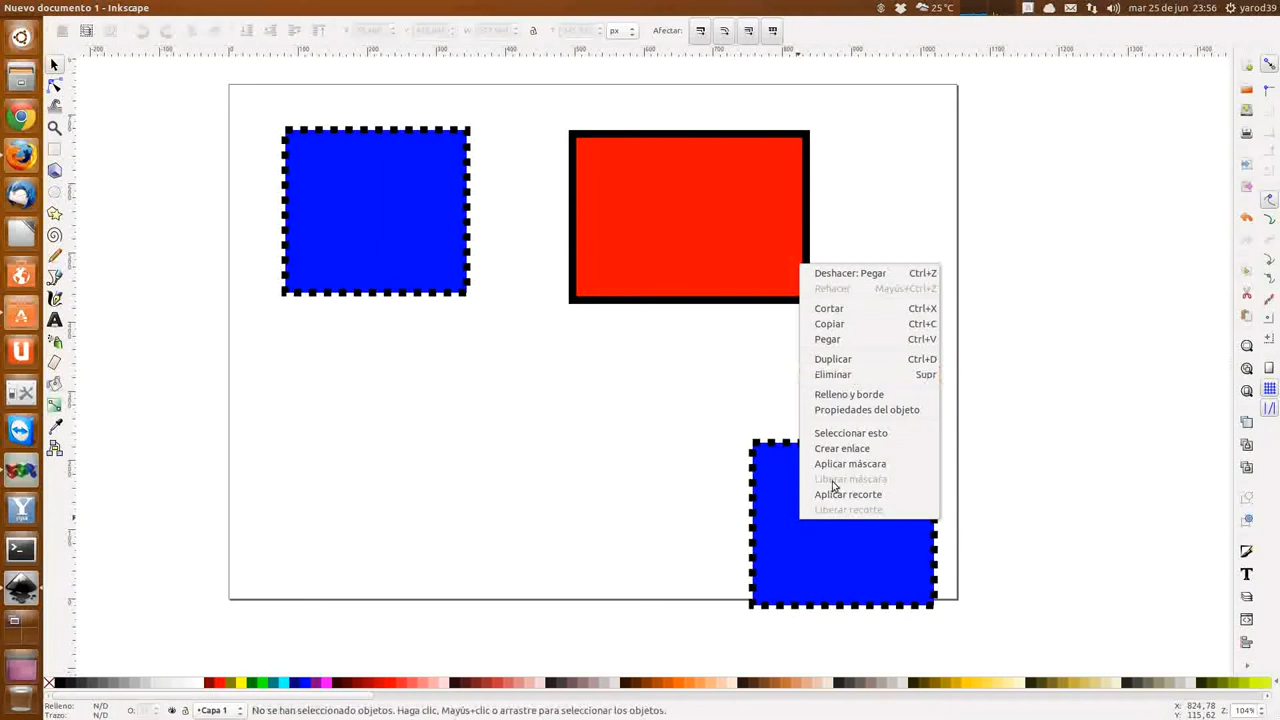 Nuevo documento 1 - Inkscape
25°C
mar 25 de jun 23:56
yarod39
px
Afectar:
Deshacer: Pegar Ctrl+Z
Rehacer Mayús+Ctrl+Z
Cortar Ctrl+X
Copiar Ctrl+C
Pegar Ctrl+V
Duplicar Ctrl+D
Eliminar Supr
Relleno y borde
Propiedades del objeto
Seleccionar esto
Crear enlace
Aplicar máscara
Liberar máscara
Aplicar recorte
Liberar recorte
Relleno: N/D
Trazo: N/D
O:
•Capa 1
No se han seleccionado objetos. Haga clic, Mayús+clic o arrastre para seleccionar los objetos.
X: 824,78
Y: 115,62
Z: 104%